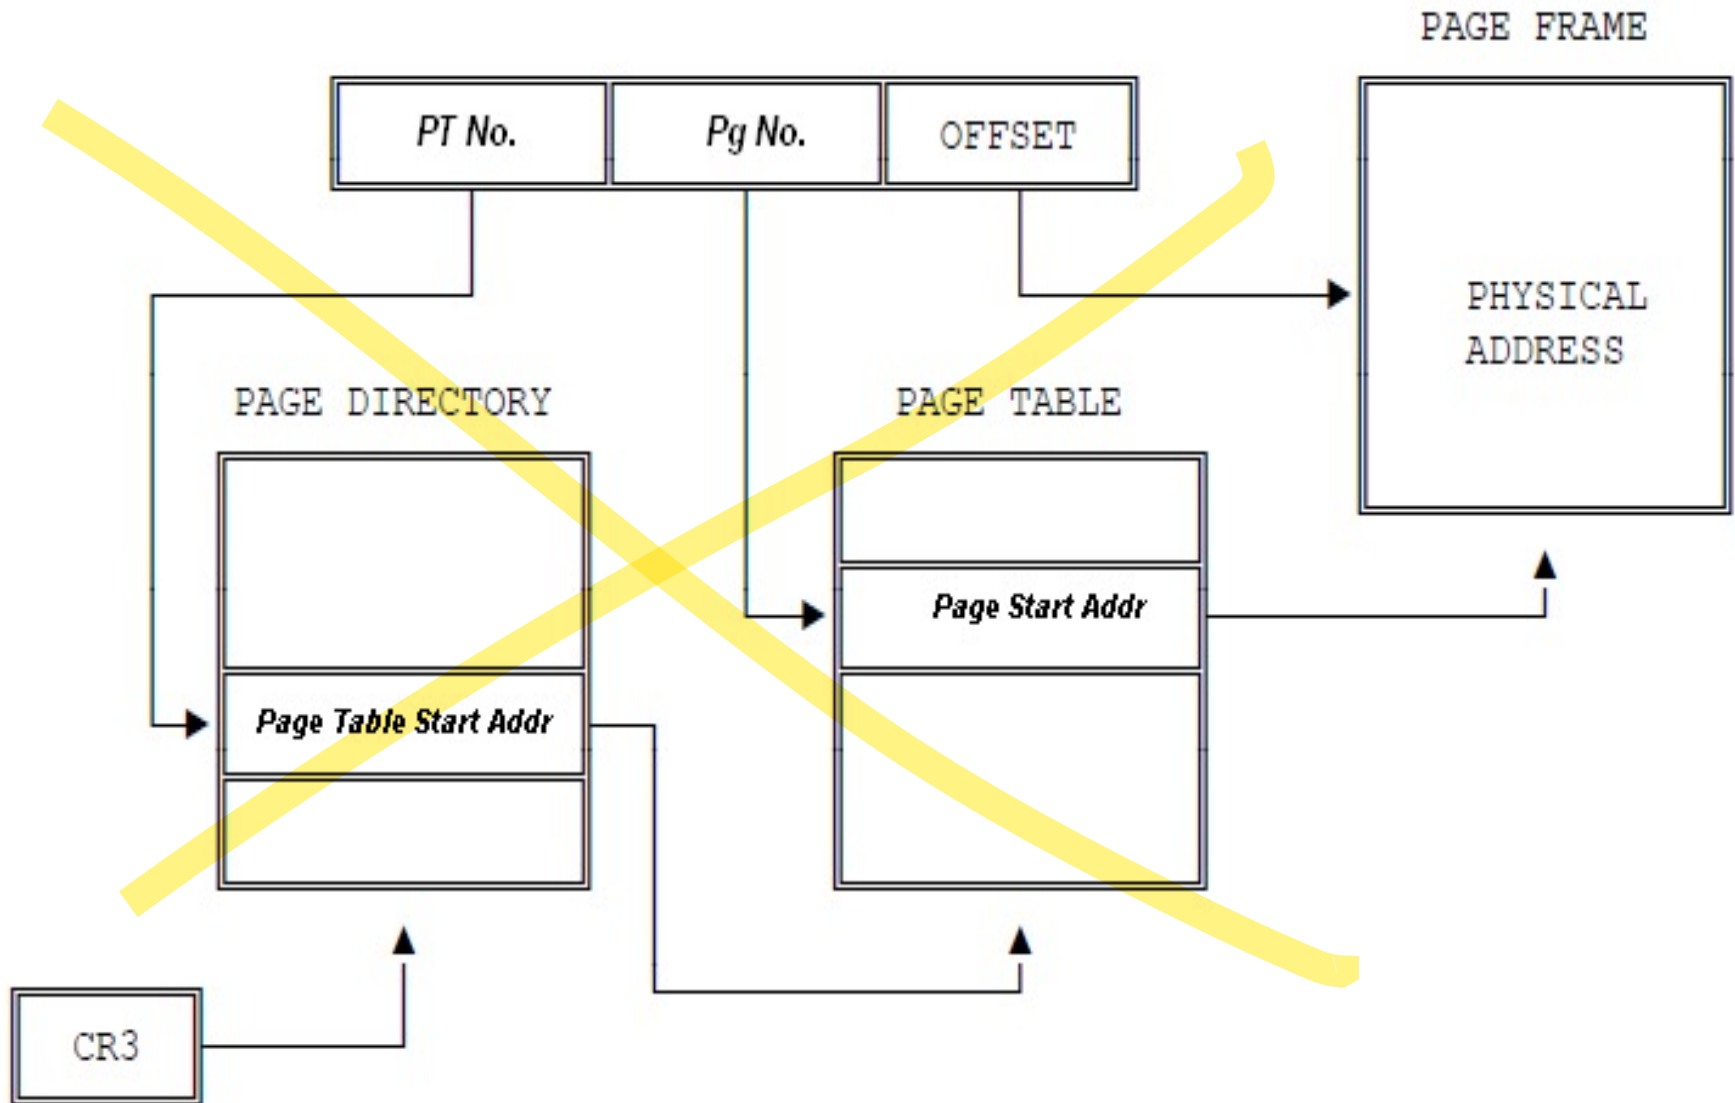 PAGE FRAME
PT No.
Pg No.
OFFSET
PHYSICAL
ADDRESS
PAGE DIRECTORY
PAGE TABLE
Page Start Addr
Page Table Start Addr
CR3